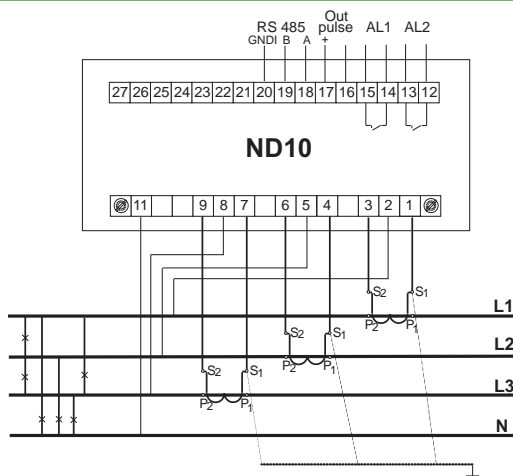 Out
RS 485 pulse AL1 AL2
GNDI B A +
27 26 25 24 23 22 21 20 19 18 17 16 15 14 13 12
ND10
11 9 8 7 6 5 4 3 2 1
S2 S1
L1
P2 P1
S2 S1
L2
P2 P1
S2 S1
L3
P2 P1
N